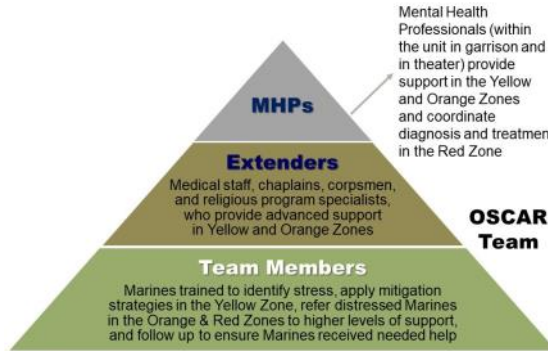 Mental Health
Professionals (within
the unit in garrison and
in theater) provide
support in the Yellow
and Orange Zones
and coordinate
diagnosis and treatment
in the Red Zone
MHPs
Extenders
Medical staff, chaplains, corpsmen,
and religious program specialists,
who provide advanced support
in Yellow and Orange Zones
OSCAR
Team
Team Members
Marines trained to identify stress, apply mitigation
strategies in the Yellow Zone, refer distressed Marines
in the Orange & Red Zones to higher levels of support,
and follow up to ensure Marines received needed help